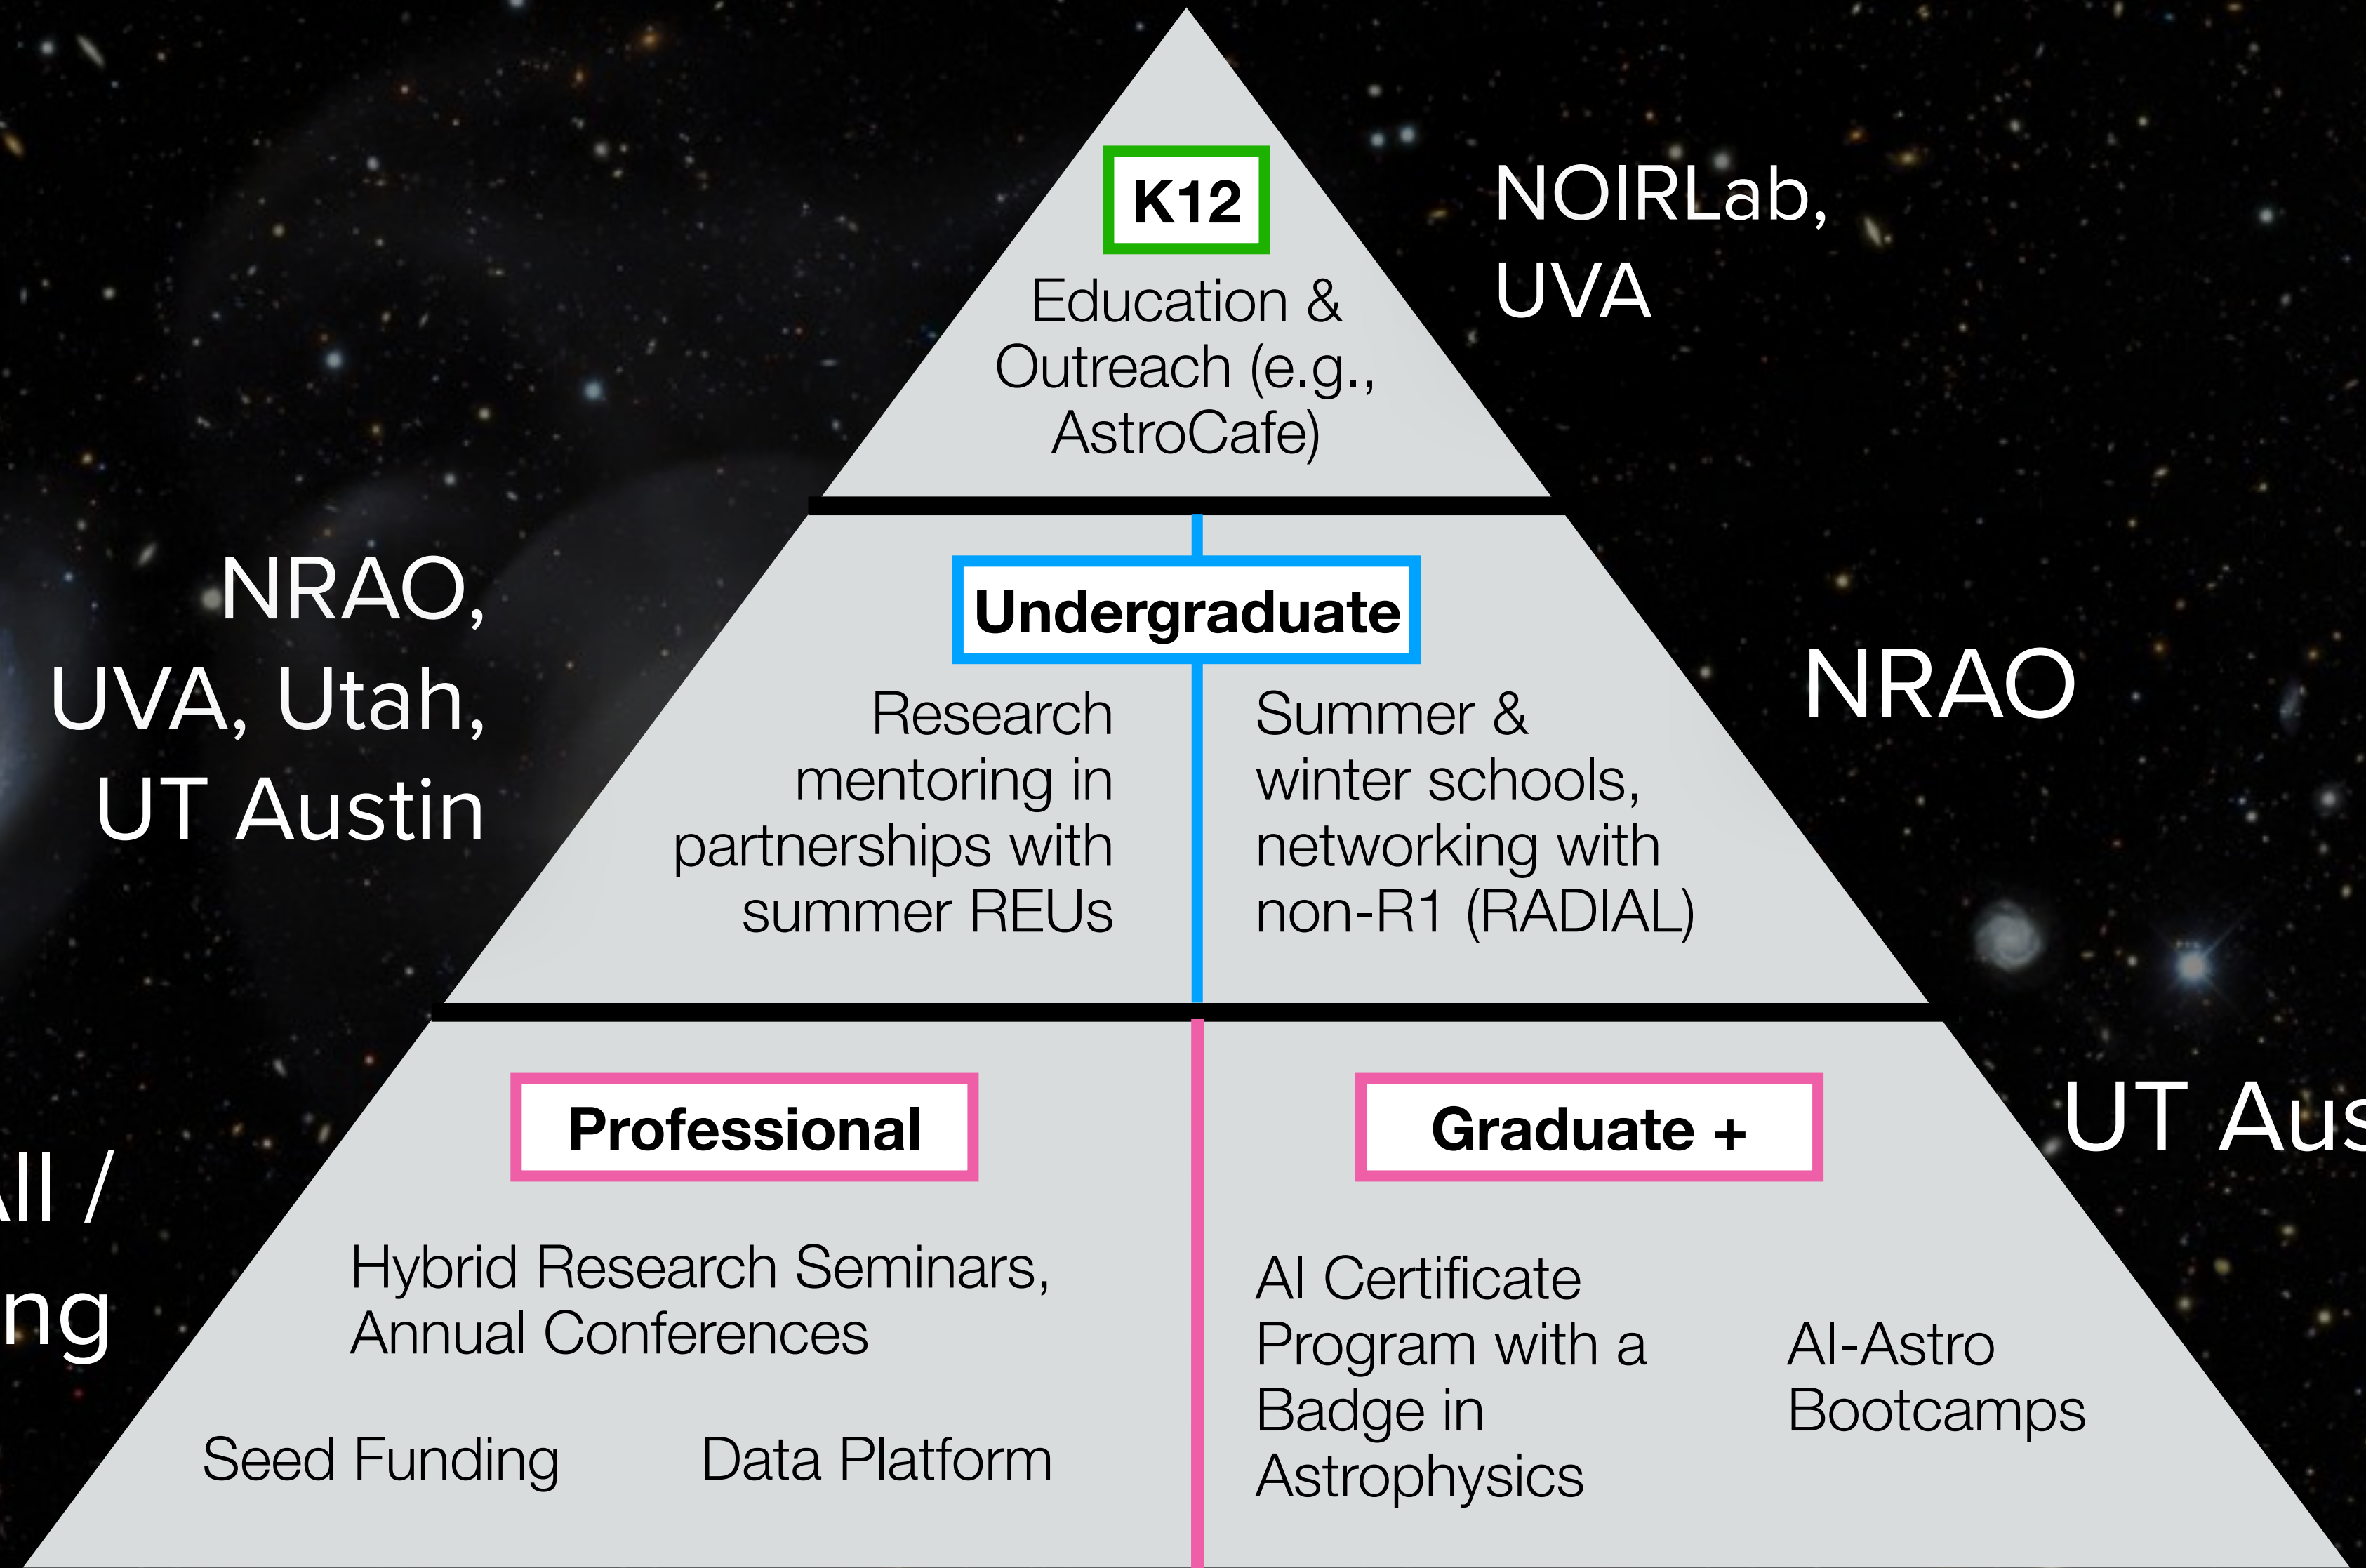 K12
Education &
Outreach (e.g.,
AstroCafe)
NOIRLab,
UVA
NRAO,
UVA, Utah,
UT Austin
Undergraduate
Research
mentoring in
partnerships with
summer REUs
Summer &
winter schools,
networking with
non-R1 (RADIAL)
NRAO
Professional
Hybrid Research Seminars,
Annual Conferences
Seed Funding
Data Platform
Graduate +
AI Certificate
Program with a
Badge in
Astrophysics
AI-Astro
Bootcamps
UT
/